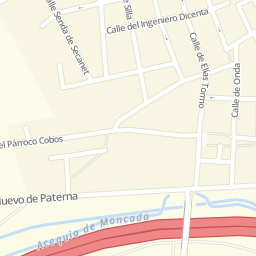 Calle Senda de Secanet
Silla
Calle del Ingeniero Dicenta
Calle de Elías Tormo
Calle de Onda
el Párroco Cobos
uevo de Paterna
Acequia de Moncada